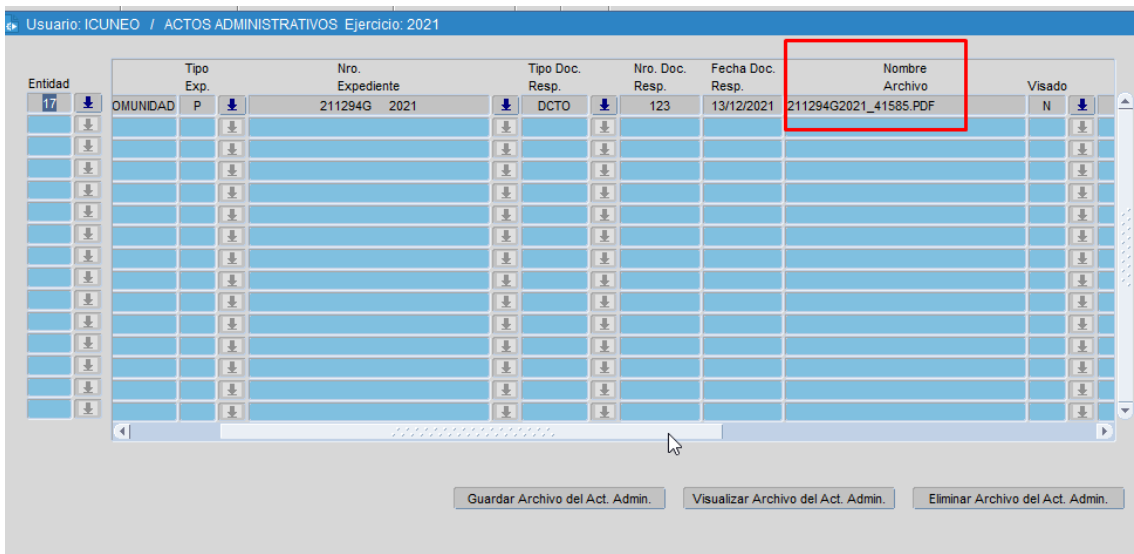 Usuario: ICUNEO / ACTOS ADMINISTRATIVOS Ejercicio: 2021
Entidad Tipo Exp. Nro. Expediente Tipo Doc. Resp. Nro. Doc. Resp. Fecha Doc. Resp. Nombre Archivo Visado
17 OMUNIDAD P 211294G 2021 DCTO 123 13/12/2021 211294G2021_41585.PDF N
Guardar Archivo del Act. Admin. Visualizar Archivo del Act. Admin. Eliminar Archivo del Act. Admin.